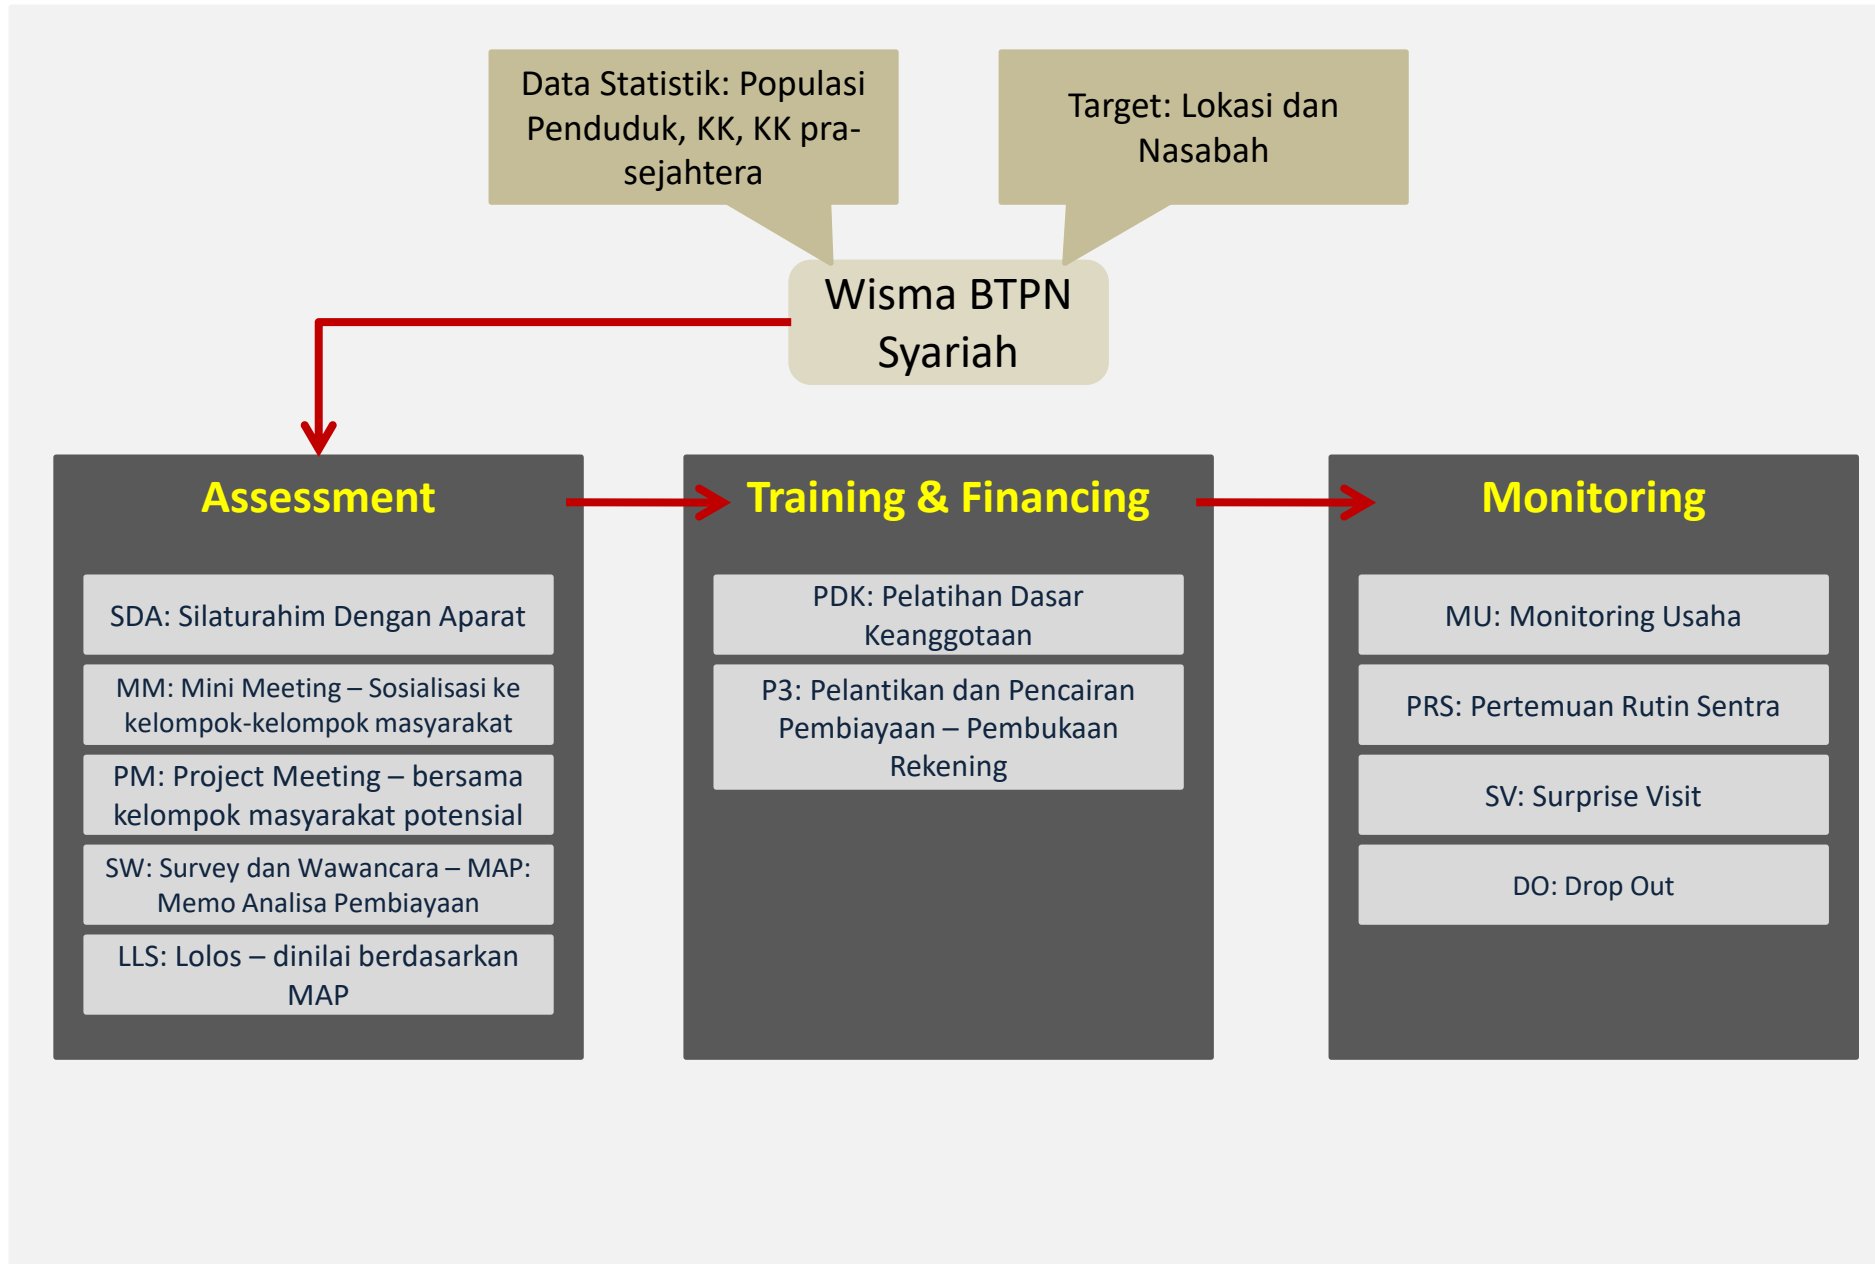 Data Statistik: Populasi
Penduduk, KK, KK pra-
sejahtera
Target: Lokasi dan
Nasabah
Wisma BTPN
Syariah
Assessment
SDA: Silaturahim Dengan Aparat
MM: Mini Meeting – Sosialisasi ke
kelompok-kelompok masyarakat
PM: Project Meeting – bersama
kelompok masyarakat potensial
SW: Survey dan Wawancara – MAP:
Memo Analisa Pembiayaan
LLS: Lolos – dinilai berdasarkan
MAP
Training & Financing
PDK: Pelatihan Dasar
Keanggotaan
P3: Pelantikan dan Pencairan
Pembiayaan – Pembukaan
Rekening
Monitoring
MU: Monitoring Usaha
PRS: Pertemuan Rutin Sentra
SV: Surprise Visit
DO: Drop Out